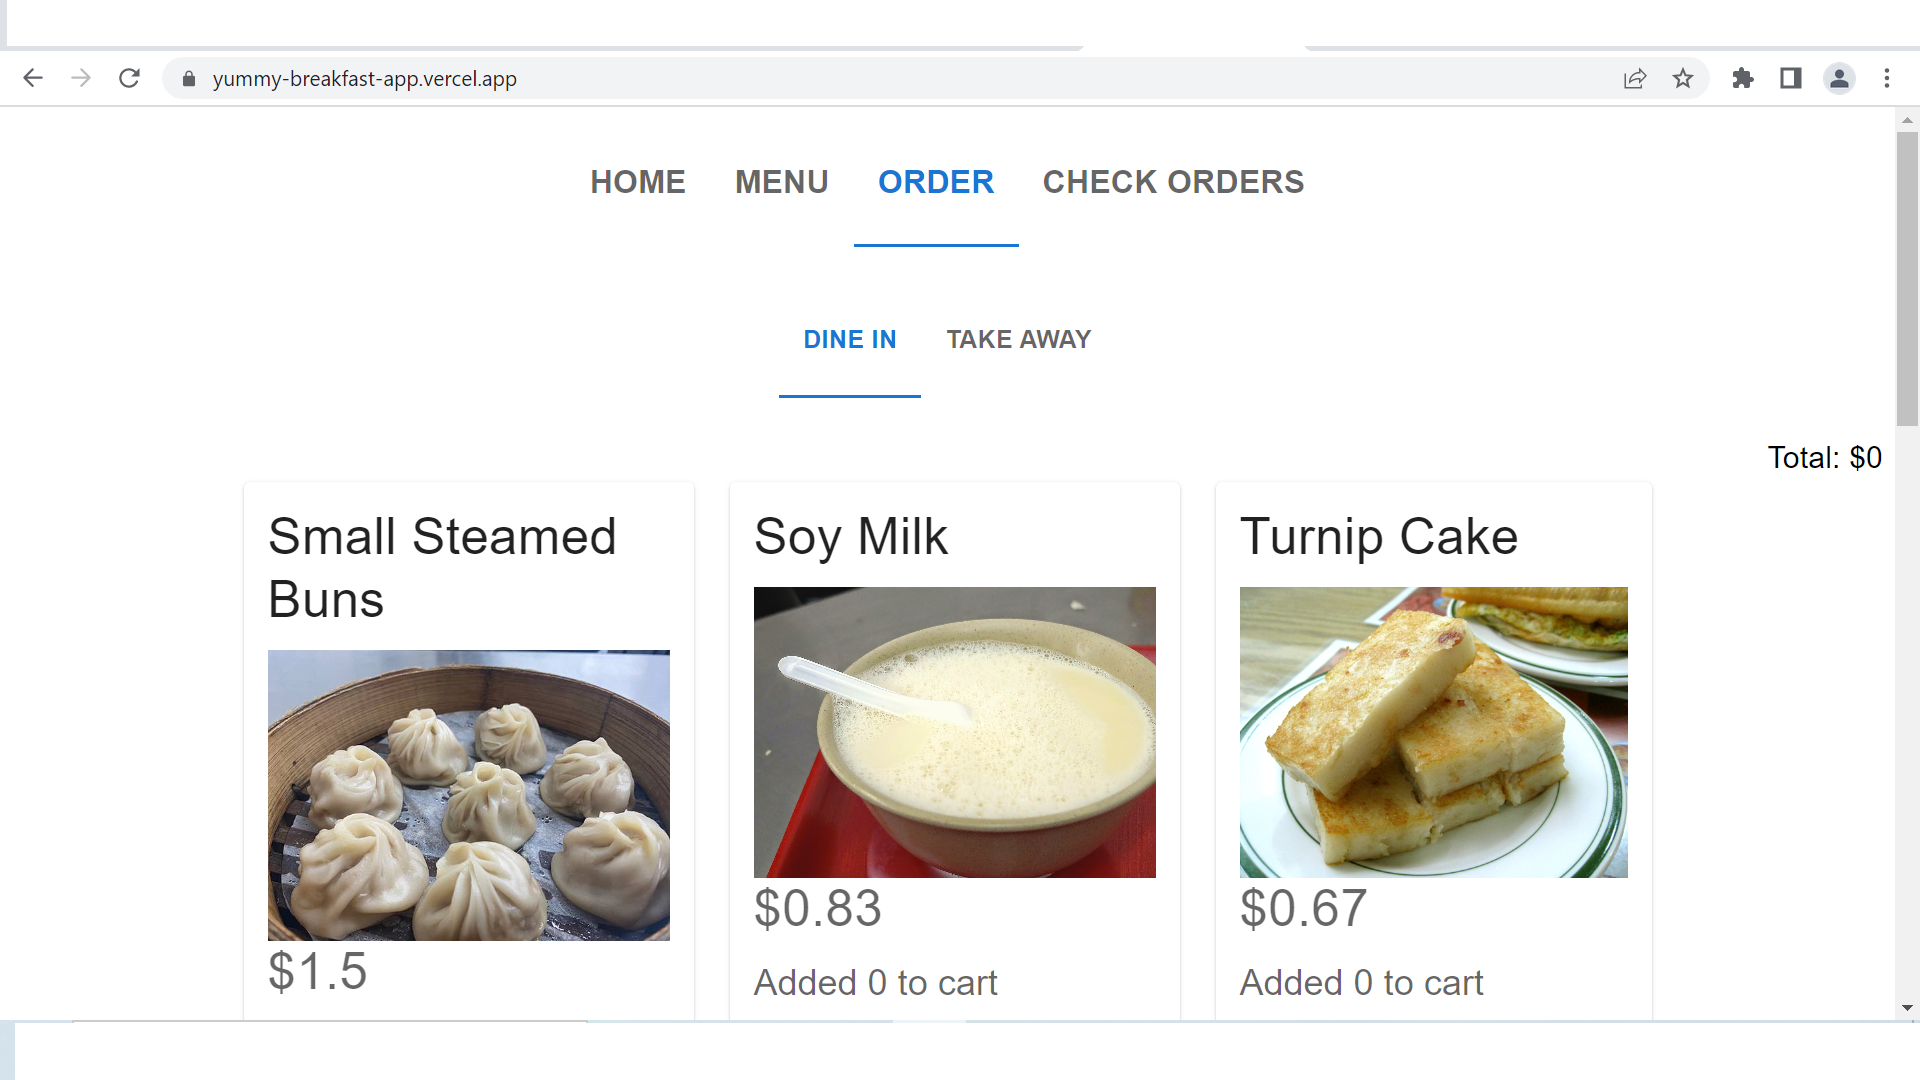 yummy-breakfast-app.vercel.app
HOME MENU ORDER CHECK ORDERS
DINE IN TAKE AWAY
Total: $0
Small Steamed
Buns
$1.5
Soy Milk
$0.83
Added 0 to cart
Turnip Cake
$0.67
Added 0 to cart